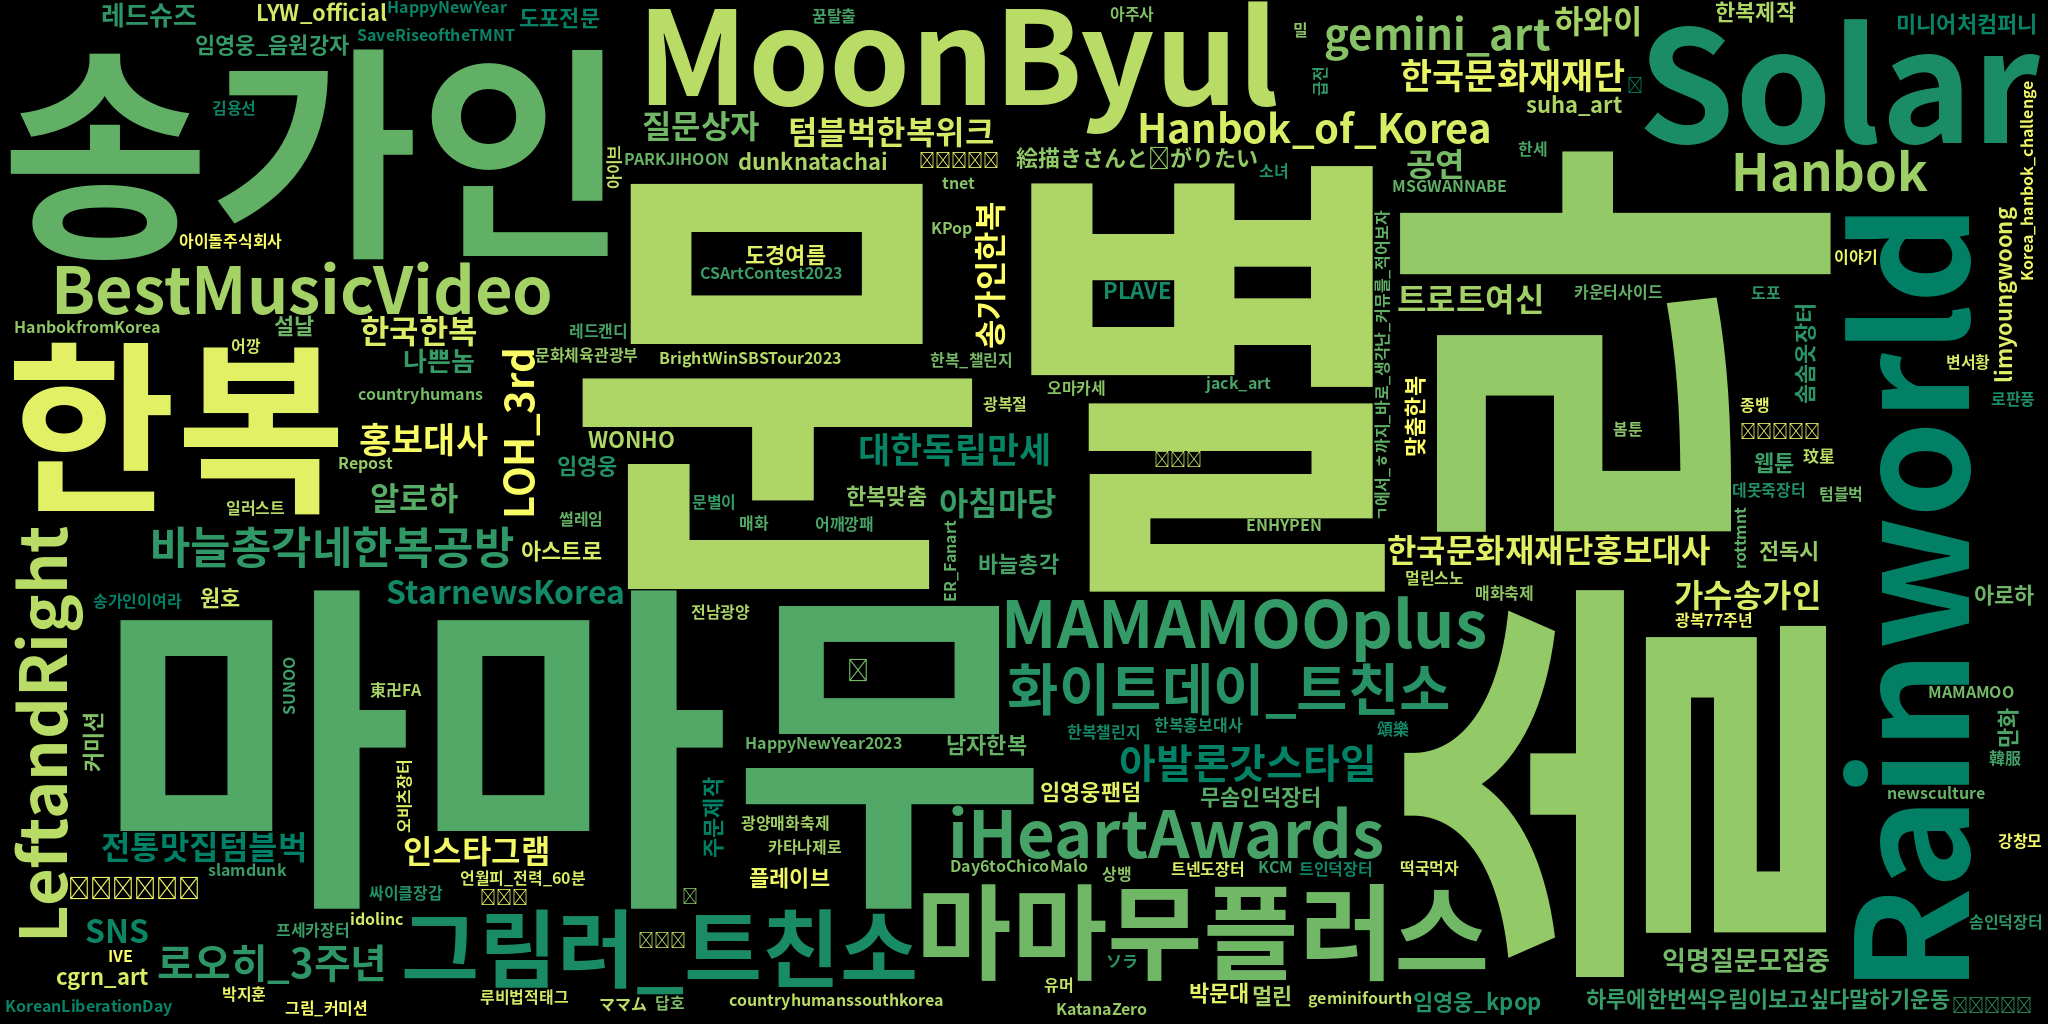 레드슈즈
LYW_official
HappyNewYear
도포전문
MoonByul
꿈탈출
아주사
밀
gemini_art
하와이
한복제작
미니어처컴퍼니
임영웅_음원강자
SaveRiseoftheTMNT
송가인
김용선
급전
한국문화재재단
Solar
suha_art
Korea_hanbok_challenge
질문상자
텀블벅한복위크
Hanbok_of_Korea
아이브
PARKJIHOON
dunknatachai
소녀
공연
한세
Hanbok
tnet
MSGWANNABE
아이돌주식회사
KPop
송가인한복
문별
도경여름
CSArtContest2023
PLAVE
ㄱ에서_ㅎ까지_바로_생각난_커뮤를_적어보자
춘세
이야기
limyoungwoong
BestMusicVideo
트로트여신
카운터사이드
도포
Rainworld
HanbokfromKorea
설날
한국한복
레드캔디
솜솜옷장터
한복
어깡
나쁜놈
LOH_3rd
문화체육관광부
BrightWinSBSTour2023
한복_챌린지
변서황
countryhumans
오마카세
jack_art
맞춤한복
로판풍
광복절
종뱅
홍보대사
WONHO
대한독립만세
봄툰
Repost
임영웅
웹툰
玟星
알로하
한복맞춤
아침마당
데못죽장터
텀블벅
일러스트
문별이
썰레임
매화
어깨깡패
ENHYPEN
LeftandRight
바늘총각네한복공방
아스트로
ER_Fanart
바늘총각
한국문화재재단홍보대사
rottmnt
전독시
StarnewsKorea
멀린스노
매화축제
가수송가인
아로하
송가인이여라
원호
전남광양
MAMAMOOplus
광복77주년
마마무
SUNOO
東卍FA
화이트데이_트친소
MAMAMOO
커미션
한복챌린지
한복홍보대사
頌樂
만화
HappyNewYear2023
남자한복
아발론갓스타일
韓服
오비츠장터
주문제작
임영웅팬덤
무송인덕장터
newsculture
광양매화축제
iHeartAwards
전통맛집텀블벅
인스타그램
카타나제로
강창모
slamdunk
언월피_전력_60분
플레이브
Day6toChicoMalo
상뱅
트넨도장터
KCM
트인덕장터
떡국먹자
싸이클장갑
SNS
프세카장터
idolinc
그림러_트친소
마마무플러스
솜인덕장터
IVE
로오히_3주년
ソラ
익명질문모집중
cgrn_art
박지훈
루비법적태그
유머
박문대
멀린
geminifourth
임영웅_kpop
하루에한번씩우림이보고싶다말하기운동
KoreanLiberationDay
그림_커미션
ママム
답호
countryhumanssouthkorea
KatanaZero